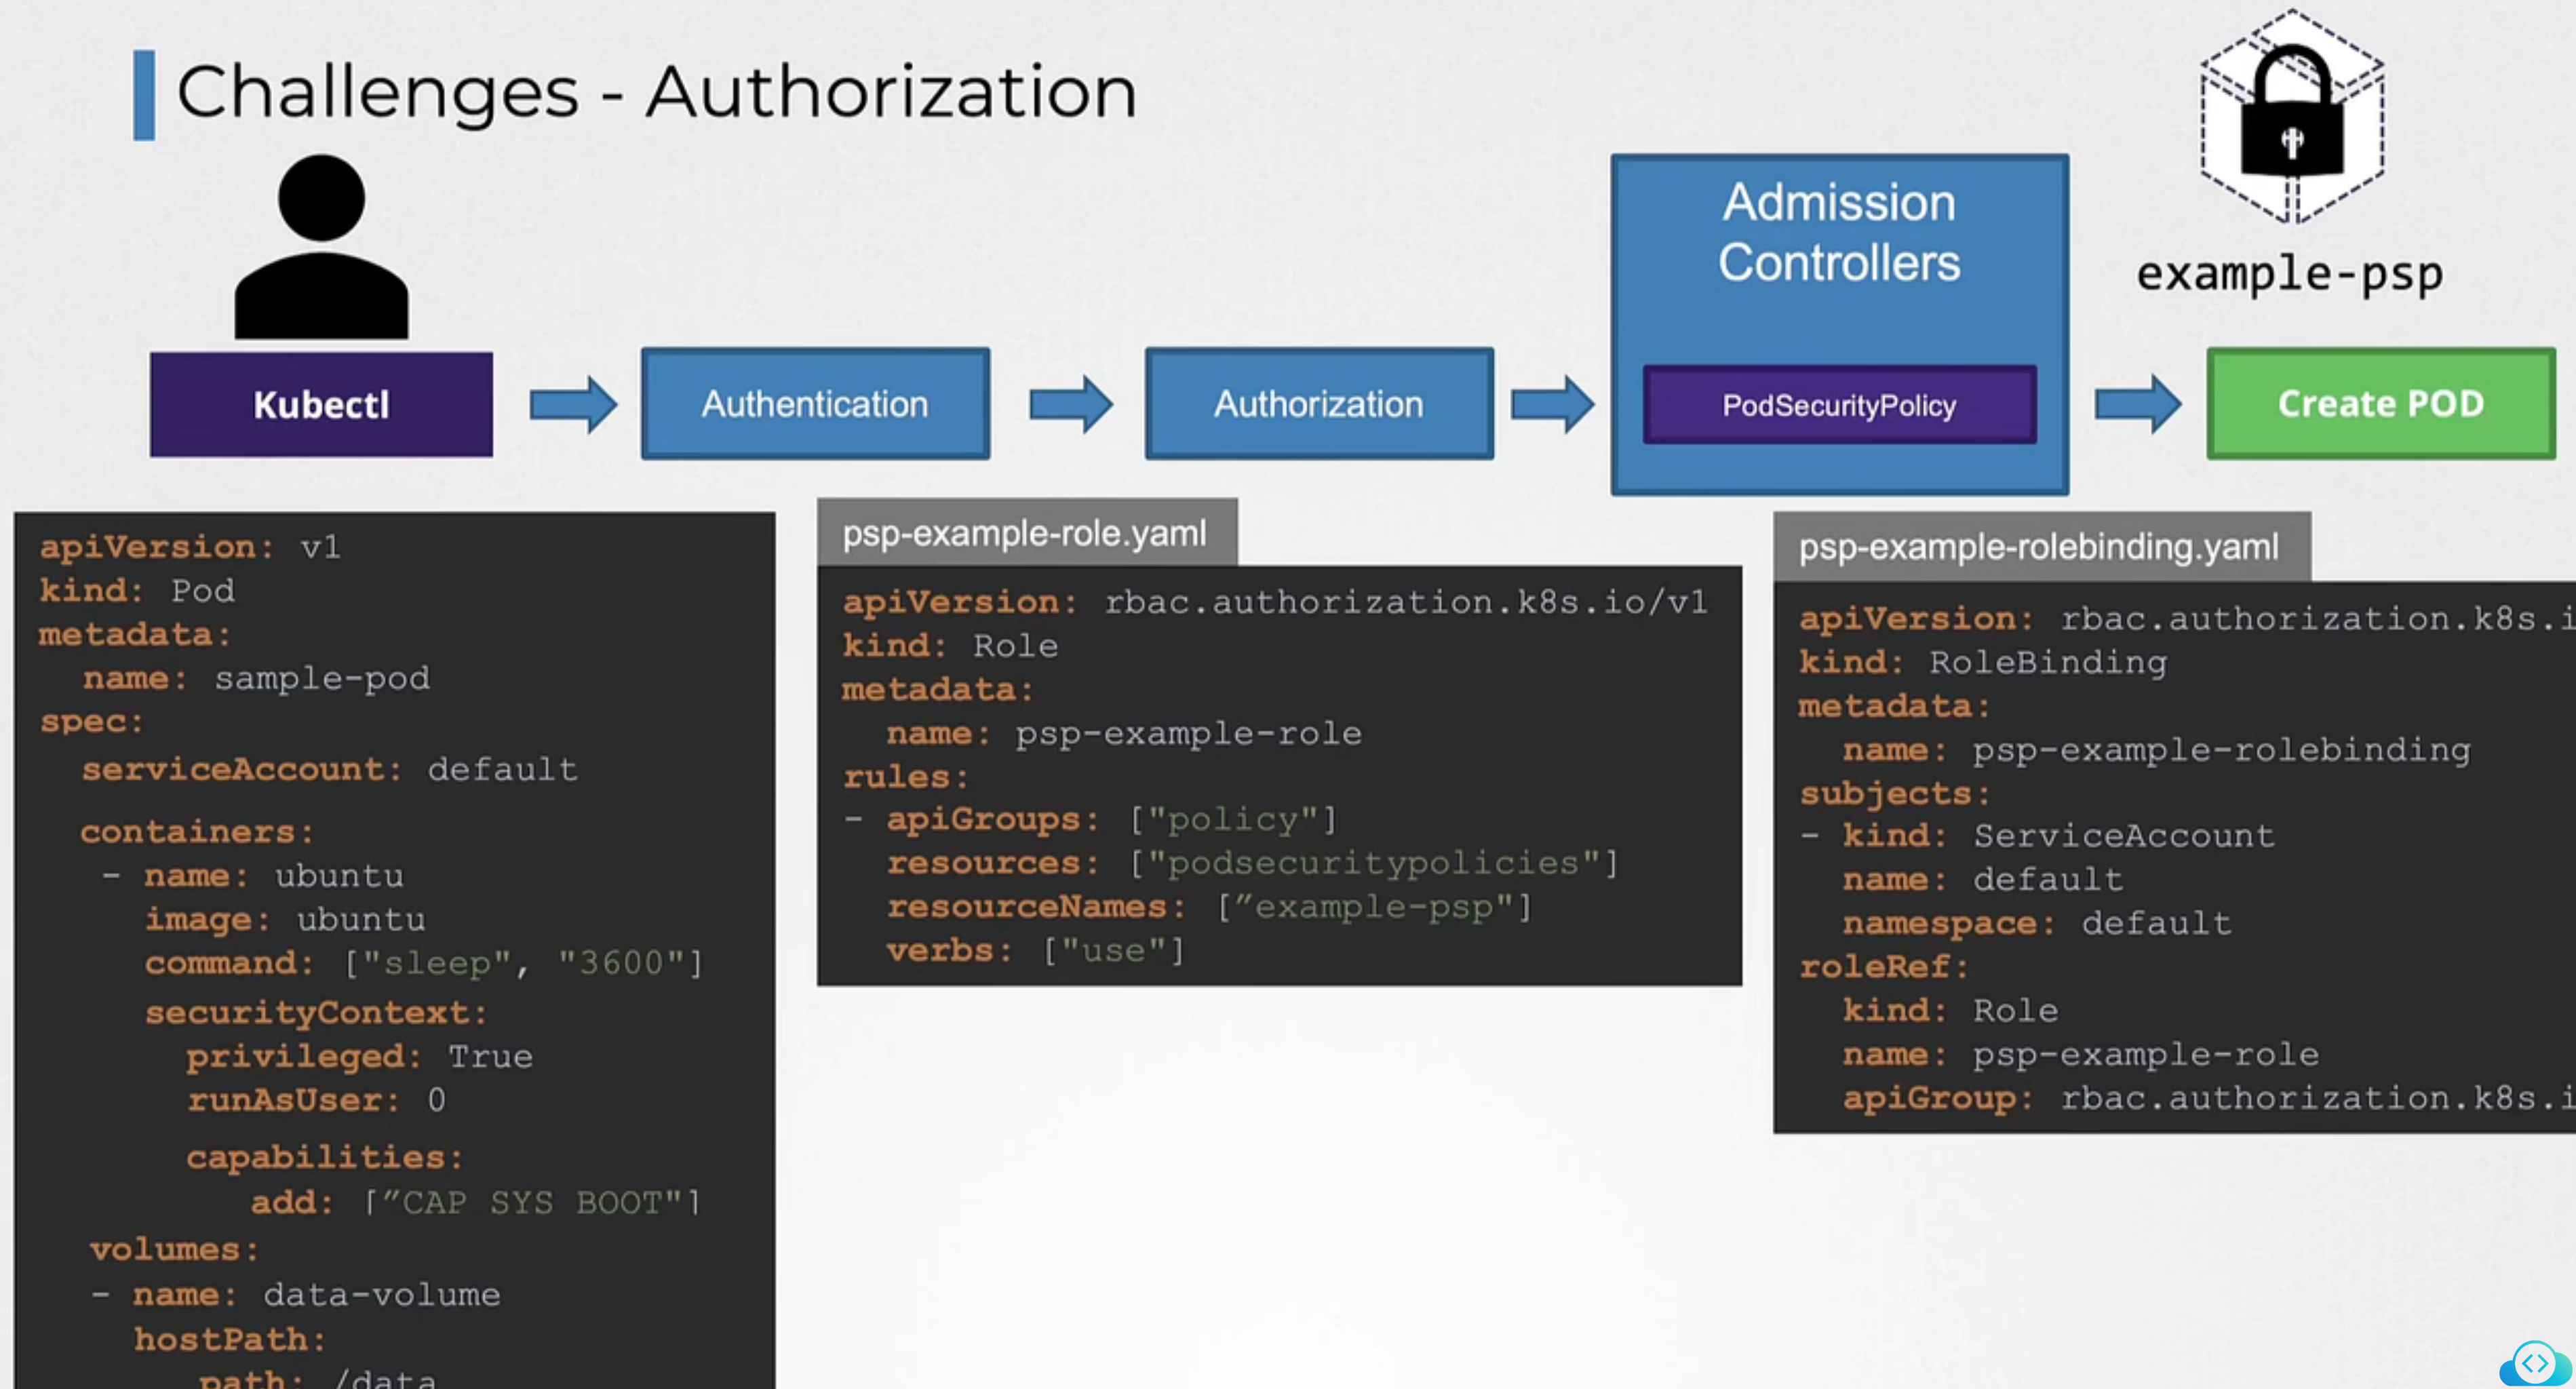 Challenges - Authorization
example-psp
Kubectl
Authentication
Authorization
Admission
Controllers
PodSecurityPolicy
Create POD
apiVersion: v1
kind: Pod
metadata:
  name: sample-pod
spec:
  serviceAccount: default
  containers:
   - name: ubuntu
     image: ubuntu
     command: ["sleep", "3600"]
     securityContext:
       privileged: True
       runAsUser: 0
       capabilities:
          add: [”CAP SYS BOOT"]
  volumes:
  - name: data-volume
    hostPath:
       path: /data
psp-example-role.yaml
apiVersion: rbac.authorization.k8s.io/v1
kind: Role
metadata:
  name: psp-example-role
rules:
- apiGroups: ["policy"]
  resources: ["podsecuritypolicies"]
  resourceNames: [”example-psp"]
  verbs: ["use"]
psp-example-rolebinding.yaml
apiVersion: rbac.authorization.k8s.i
kind: RoleBinding
metadata:
  name: psp-example-rolebinding
subjects:
- kind: ServiceAccount
  name: default
  namespace: default
roleRef:
  kind: Role
  name: psp-example-role
  apiGroup: rbac.authorization.k8s.i